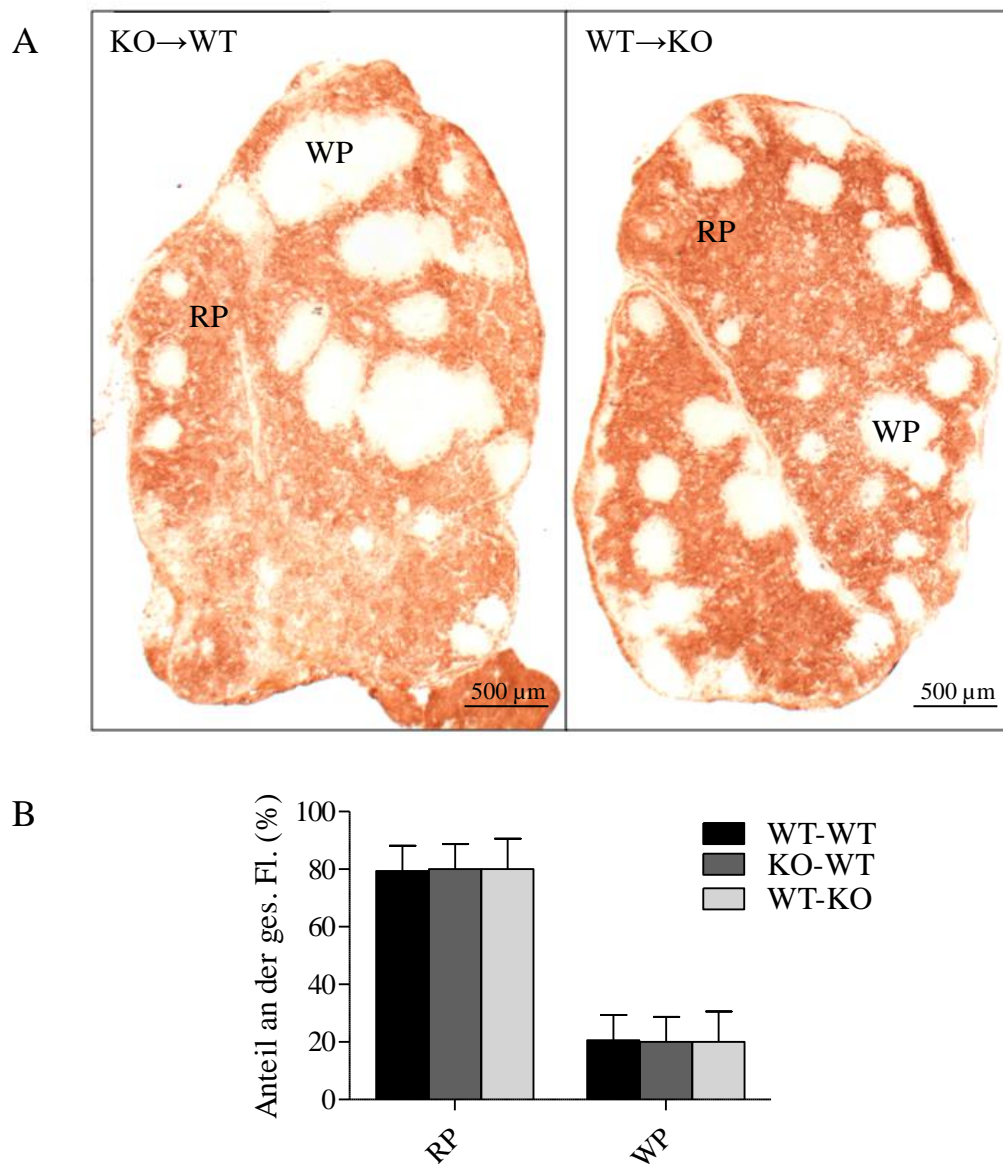 A
KO→WT
WT→KO
WP
RP
RP
WP
500 µm
500 µm
B
Anteil an der ges. Fl. (%)
100
80
60
40
20
0
RP
WP
WT-WT
KO-WT
WT-KO